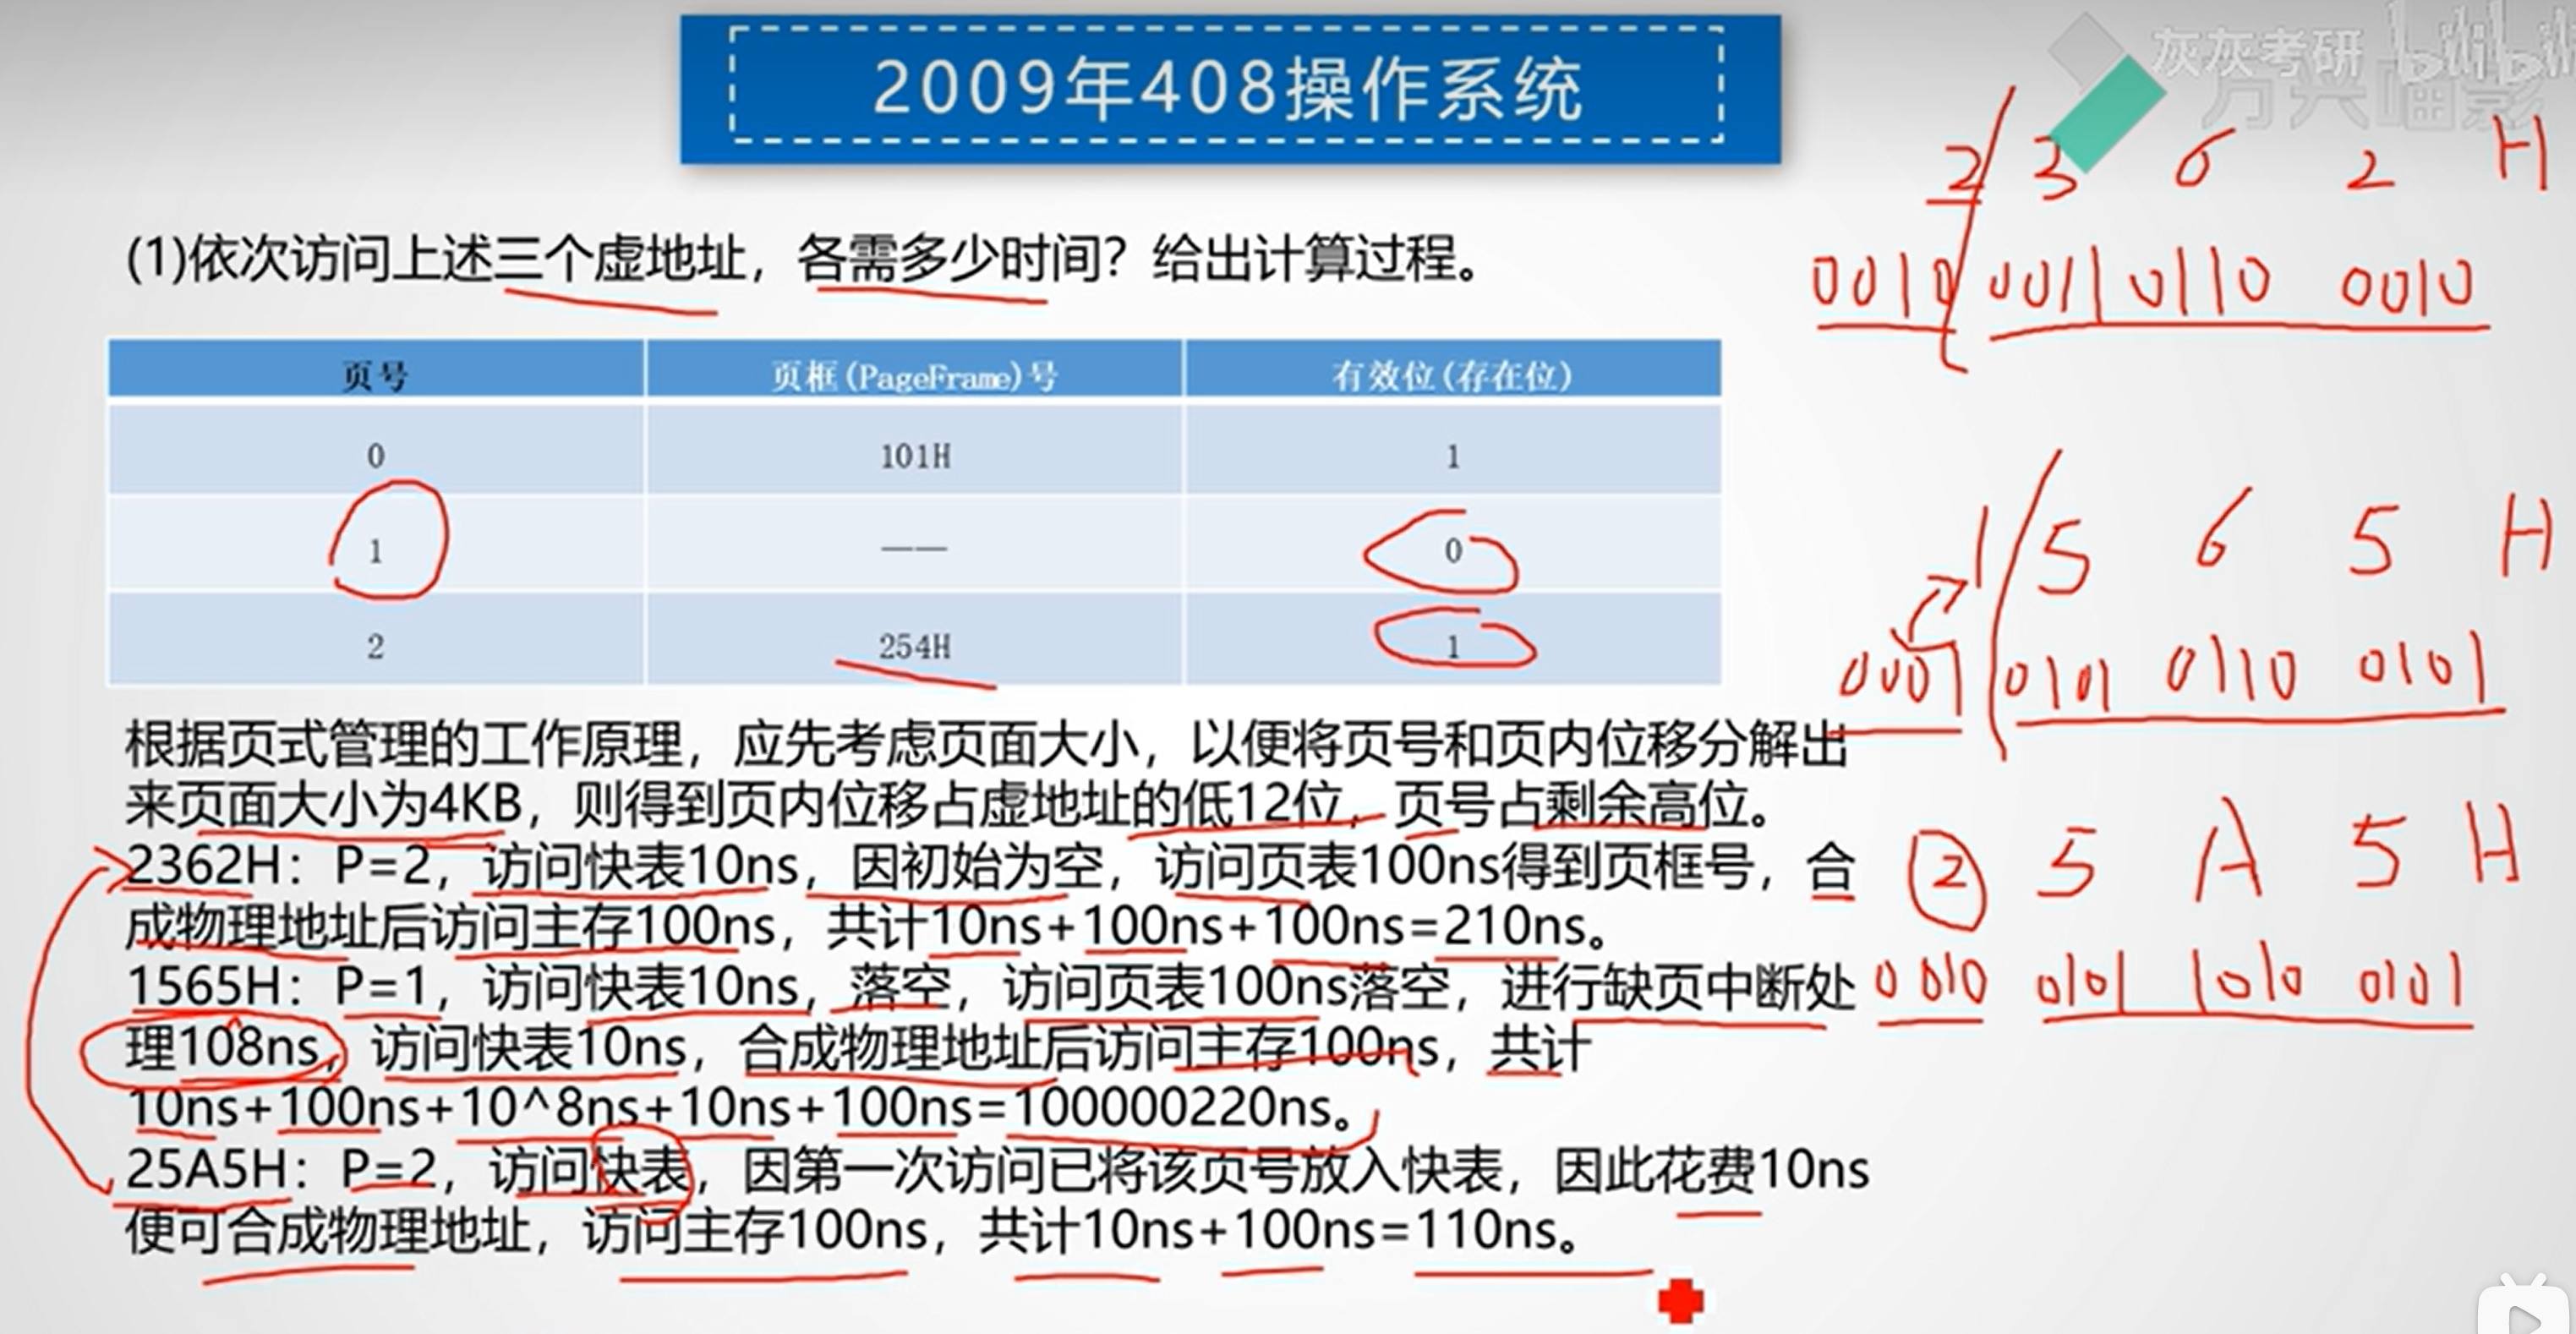 灰灰考研
bilibili
万兴喵影
2009年408操作系统
(1)依次访问上述三个虚地址，各需多少时间？给出计算过程。
页号 页框(PageFrame)号 有效位(存在位)
0 101H 1
1 —— 0
2 254H 1
根据页式管理的工作原理，应先考虑页面大小，以便将页号和页内位移分解出
来页面大小为4KB，则得到页内位移占虚地址的低12位，页号占剩余高位。
2362H：P=2，访问快表10ns，因初始为空，访问页表100ns得到页框号，合
成物理地址后访问主存100ns，共计10ns+100ns+100ns=210ns。
1565H：P=1，访问快表10ns，落空，访问页表100ns落空，进行缺页中断处
理108ns，访问快表10ns，合成物理地址后访问主存100ns，共计
10ns+100ns+10^8ns+10ns+100ns=100000220ns。
25A5H：P=2，访问快表，因第一次访问已将该页号放入快表，因此花费10ns
便可合成物理地址，访问主存100ns，共计10ns+100ns=110ns。
2 3 6 2 H
0010 0011 0110 0010
1 5 6 5 H
0001 0101 0110 0101
2 5 A 5 H
0010 0101 1010 0101